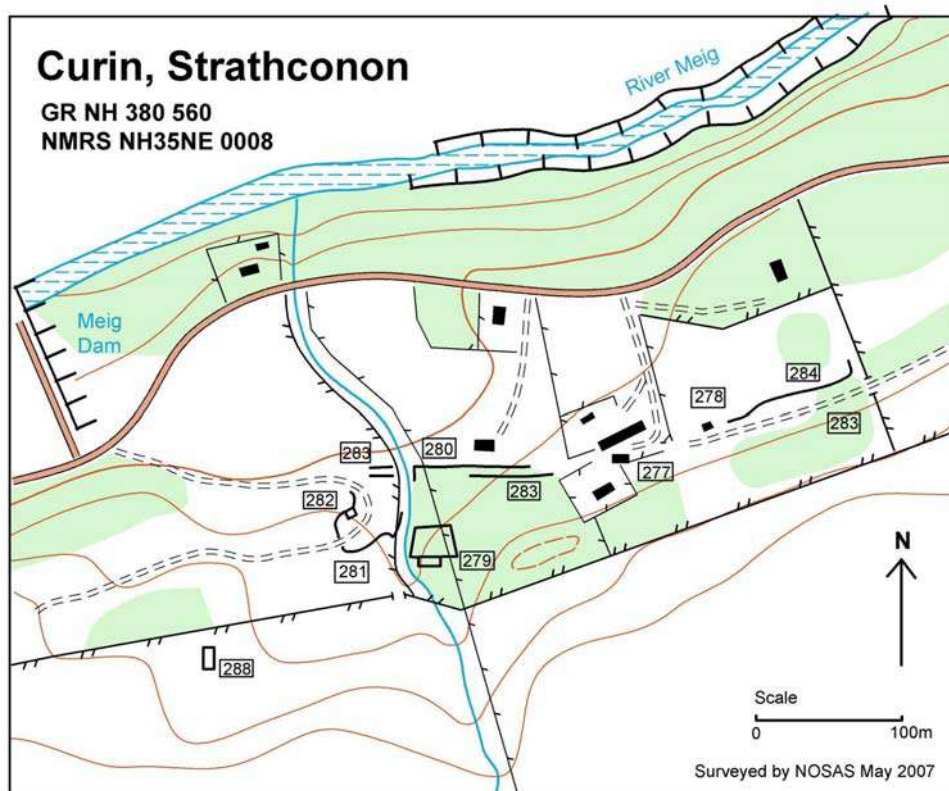 Curin, Strathconon
GR NH 380 560
NMRS NH35NE 0008
River Meig
Meig
Dam
284
278
283
283
280
277
282
283
279
281
288
N
Scale
0 100m
Surveyed by NOSAS May 2007